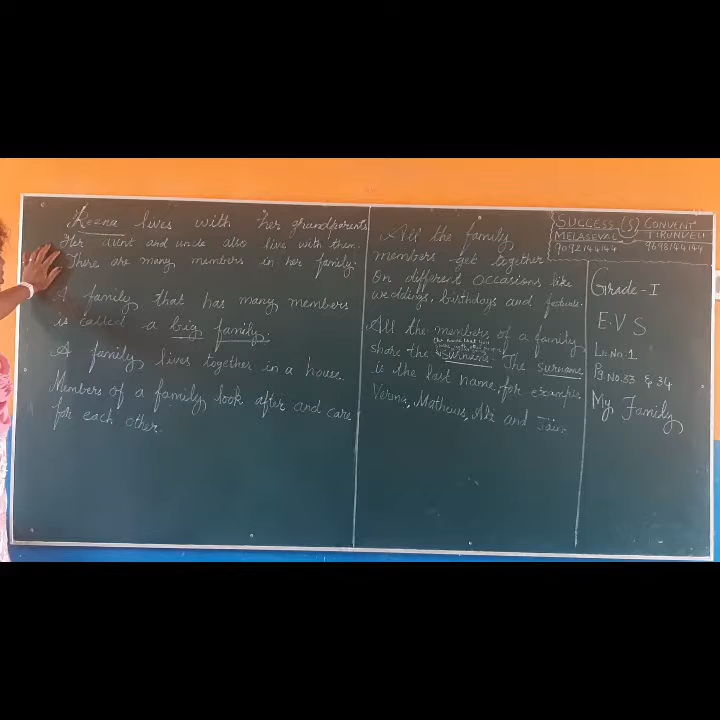 Reena lives with her grandparents
Her aunt and uncle also live with them.
There are many members in her family.
A family that has many members
is called a big family.
A family lives together in a house.
Members of a family look after and care
for each other.
All the family
members get together
on different occasions like
weddings, birthdays and festivals.
All the members of a family
share the surname. The surname
is the last name, for example
Verma, Mathews, Ali and Jain.
SUCCESS (S) CONVENT
MELASEVAL TIRUNVELI
9092144144 9698144144
Grade-I
E.V.S
Ln.No.1
Pg.No.33 & 34
My Family